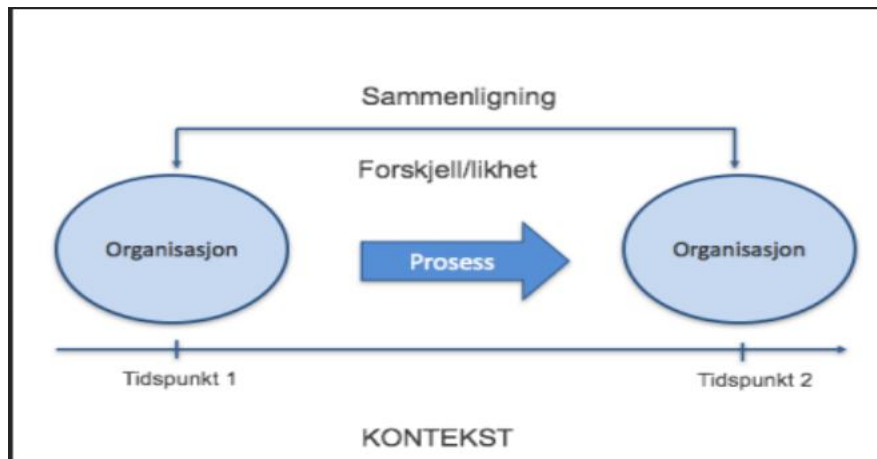 Sammenligning
Forskjell/likhet
Organisasjon
Prosess
Organisasjon
Tidspunkt 1
Tidspunkt 2
KONTEKST